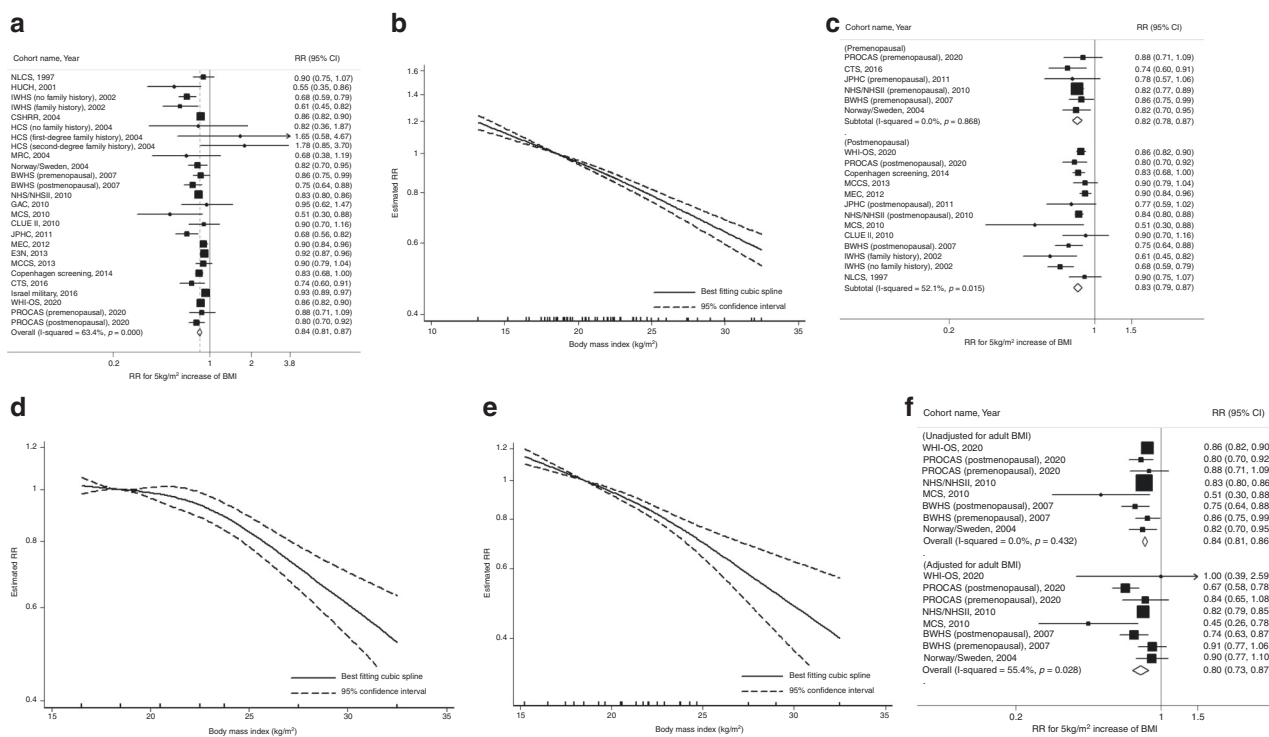 a
Cohort name, Year RR (95% CI)
NLCS, 1997 0.90 (0.75, 1.07)
HUCH, 2001 0.55 (0.35, 0.86)
IWHS (no family history), 2002 0.68 (0.59, 0.79)
IWHS (family history), 2002 0.61 (0.45, 0.82)
CSHRR, 2004 0.86 (0.82, 0.90)
HCS (no family history), 2004 0.82 (0.36, 1.87)
HCS (first-degree family history), 2004 1.65 (0.58, 4.67)
HCS (second-degree family history), 2004 1.78 (0.85, 3.70)
MRC, 2004 0.68 (0.38, 1.19)
Norway/Sweden, 2004 0.82 (0.70, 0.95)
BWHS (premenopausal), 2007 0.86 (0.75, 0.99)
BWHS (postmenopausal), 2007 0.75 (0.64, 0.88)
NHS/NHSII, 2010 0.83 (0.80, 0.86)
GAC, 2010 0.95 (0.62, 1.47)
MCS, 2010 0.51 (0.30, 0.88)
CLUE II, 2010 0.90 (0.70, 1.16)
JPHC, 2011 0.68 (0.56, 0.82)
MEC, 2012 0.90 (0.84, 0.96)
E3N, 2013 0.92 (0.87, 0.96)
MCCS, 2013 0.90 (0.79, 1.04)
Copenhagen screening, 2014 0.83 (0.68, 1.00)
CTS, 2016 0.74 (0.60, 0.91)
Israel military, 2016 0.93 (0.89, 0.97)
WHI-OS, 2020 0.86 (0.82, 0.90)
PROCAS (premenopausal), 2020 0.88 (0.71, 1.09)
PROCAS (postmenopausal), 2020 0.80 (0.70, 0.92)
Overall (I-squared = 63.4%, p = 0.000) 0.84 (0.81, 0.87)
0.2 1 2 3.8
RR for 5kg/m² increase of BMI
b
1.6
1.4
1.2
1.0
0.8
0.6
0.4
Estimated RR
Best fitting cubic spline
95% confidence interval
10 15 20 25 30 35
Body mass index (kg/m²)
c
Cohort name, Year RR (95% CI)
(Premenopausal)
PROCAS (premenopausal), 2020 0.88 (0.71, 1.09)
CTS, 2016 0.74 (0.60, 0.91)
JPHC (premenopausal), 2011 0.78 (0.57, 1.06)
NHS/NHSII (premenopausal), 2010 0.82 (0.77, 0.89)
BWHS (premenopausal), 2007 0.86 (0.75, 0.99)
Norway/Sweden, 2004 0.82 (0.70, 0.95)
Subtotal (I-squared = 0.0%, p = 0.868) 0.82 (0.78, 0.87)
.
(Postmenopausal)
WHI-OS, 2020 0.86 (0.82, 0.90)
PROCAS (postmenopausal), 2020 0.80 (0.70, 0.92)
Copenhagen screening, 2014 0.83 (0.68, 1.00)
MCCS, 2013 0.90 (0.79, 1.04)
MEC, 2012 0.90 (0.84, 0.96)
JPHC (postmenopausal), 2011 0.77 (0.59, 1.02)
NHS/NHSII (postmenopausal), 2010 0.84 (0.80, 0.88)
MCS, 2010 0.51 (0.30, 0.88)
CLUE II, 2010 0.90 (0.70, 1.16)
BWHS (postmenopausal), 2007 0.75 (0.64, 0.88)
IWHS (family history), 2002 0.61 (0.45, 0.82)
IWHS (no family history), 2002 0.68 (0.59, 0.79)
NLCS, 1997 0.90 (0.75, 1.07)
Subtotal (I-squared = 52.1%, p = 0.015) 0.83 (0.79, 0.87)
0.2 1 1.5
RR for 5kg/m² increase of BMI
d
1.2
1
0.8
0.6
0.4
Estimated RR
Best fitting cubic spline
95% confidence interval
15 20 25 30 35
Body mass index (kg/m²)
e
1.2
1
0.8
0.6
0.4
Estimated RR
Best fitting cubic spline
95% confidence interval
15 20 25 30 35
Body mass index (kg/m²)
f
Cohort name, Year RR (95% CI)
(Unadjusted for adult BMI)
WHI-OS, 2020 0.86 (0.82, 0.90
PROCAS (postmenopausal), 2020 0.80 (0.70, 0.92
PROCAS (premenopausal), 2020 0.88 (0.71, 1.09
NHS/NHSII, 2010 0.83 (0.80, 0.86
MCS, 2010 0.51 (0.30, 0.88
BWHS (postmenopausal), 2007 0.75 (0.64, 0.88
BWHS (premenopausal), 2007 0.86 (0.75, 0.99
Norway/Sweden, 2004 0.82 (0.70, 0.95
Overall (I-squared = 0.0%, p = 0.432) 0.84 (0.81, 0.86
.
(Adjusted for adult BMI)
WHI-OS, 2020 1.00 (0.39, 2.59
PROCAS (postmenopausal), 2020 0.67 (0.58, 0.78
PROCAS (premenopausal), 2020 0.84 (0.65, 1.08
NHS/NHSII, 2010 0.82 (0.79, 0.85
MCS, 2010 0.45 (0.26, 0.78
BWHS (postmenopausal), 2007 0.74 (0.63, 0.87
BWHS (premenopausal), 2007 0.91 (0.77, 1.06
Norway/Sweden, 2004 0.90 (0.77, 1.10
Overall (I-squared = 55.4%, p = 0.028) 0.80 (0.73, 0.87
.
0.2 1 1.5
RR for 5kg/m² increase of BMI